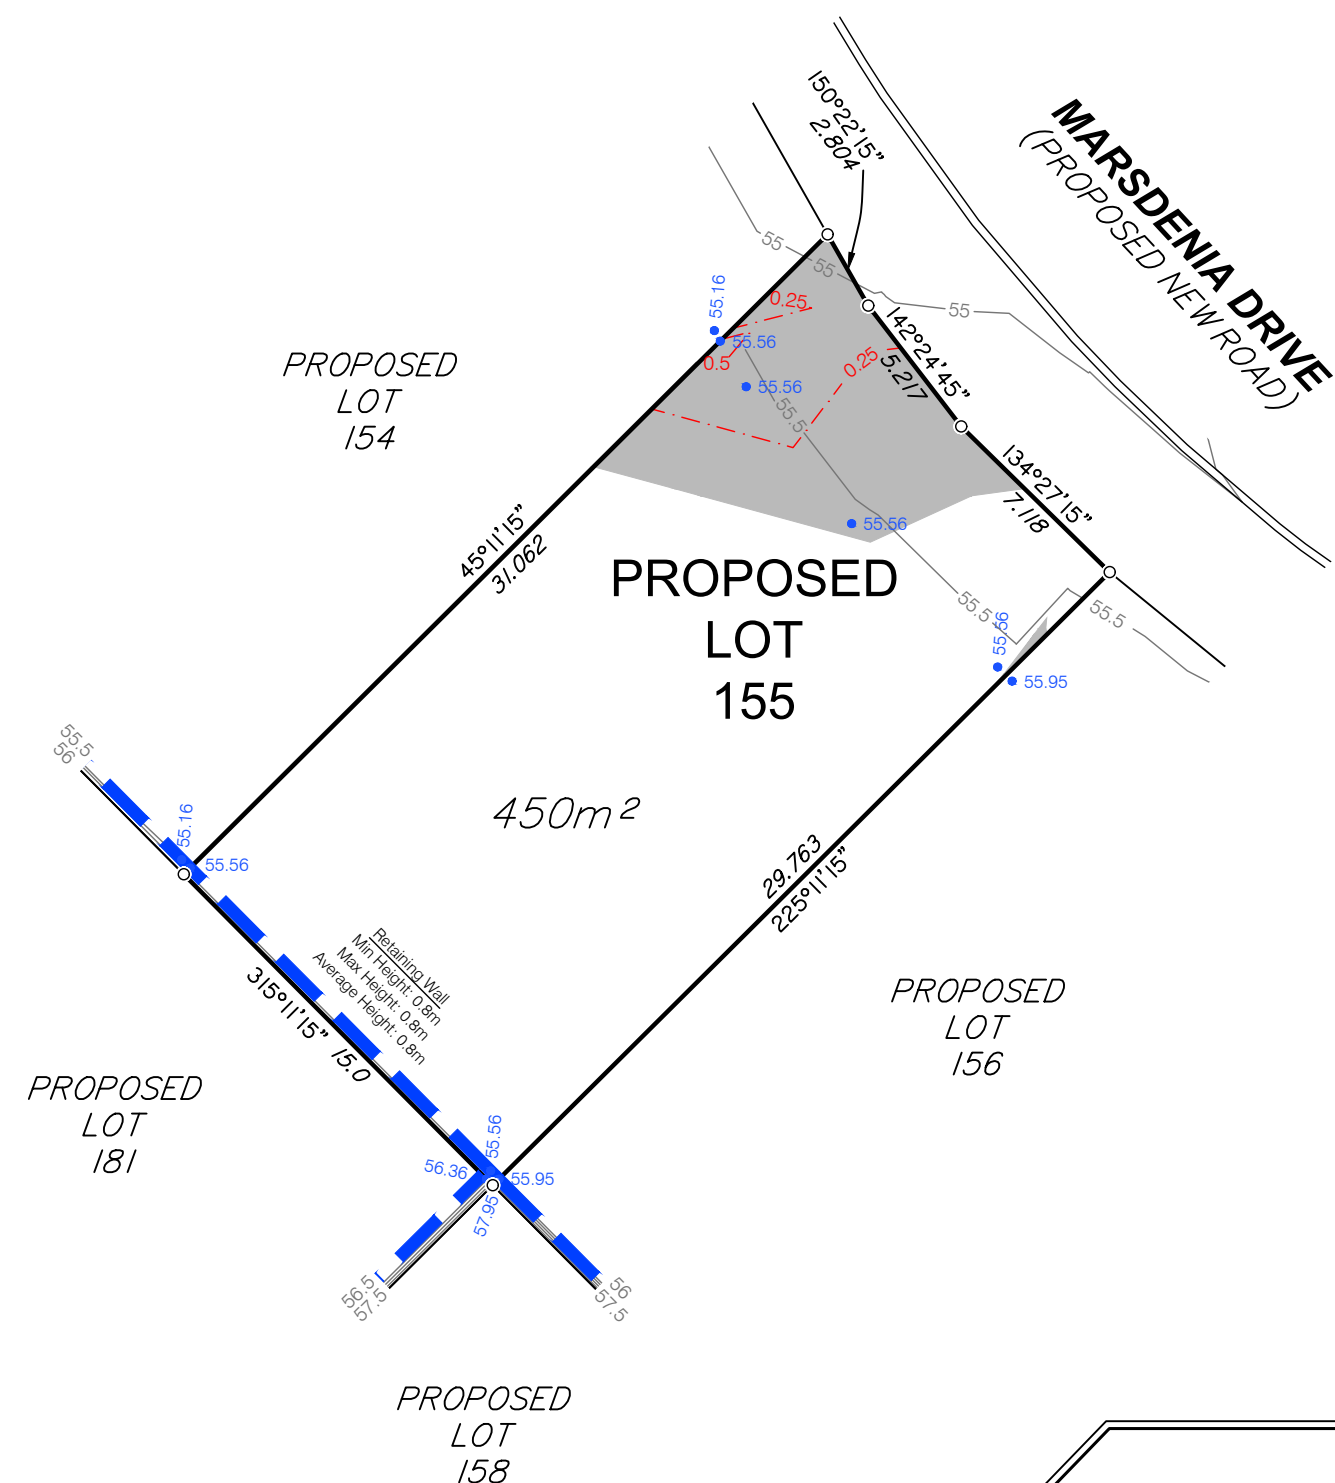 150°22'15"
2.804
MARSDENIA DRIVE
(PROPOSED NEW ROAD)
55
55
55
55.16
0.25
55.56
0.5
55.56
0.25
142°24'45"
5.217
55.5
PROPOSED
LOT
154
134°27'15"
7.118
55.56
45°11'15"
31.062
PROPOSED
LOT
155
55.5
55.5
55.56
55.95
55.5
56
450m²
55.16
55.56
29.763
225°11'15"
Retaining Wall
Min Height: 0.8m
Max Height: 0.8m
Average Height: 0.8m
315°11'15" 15.0
PROPOSED
LOT
156
PROPOSED
LOT
181
55.56
56.36
55.95
57.95
56.5
57.5
56
57.5
PROPOSED
LOT
158